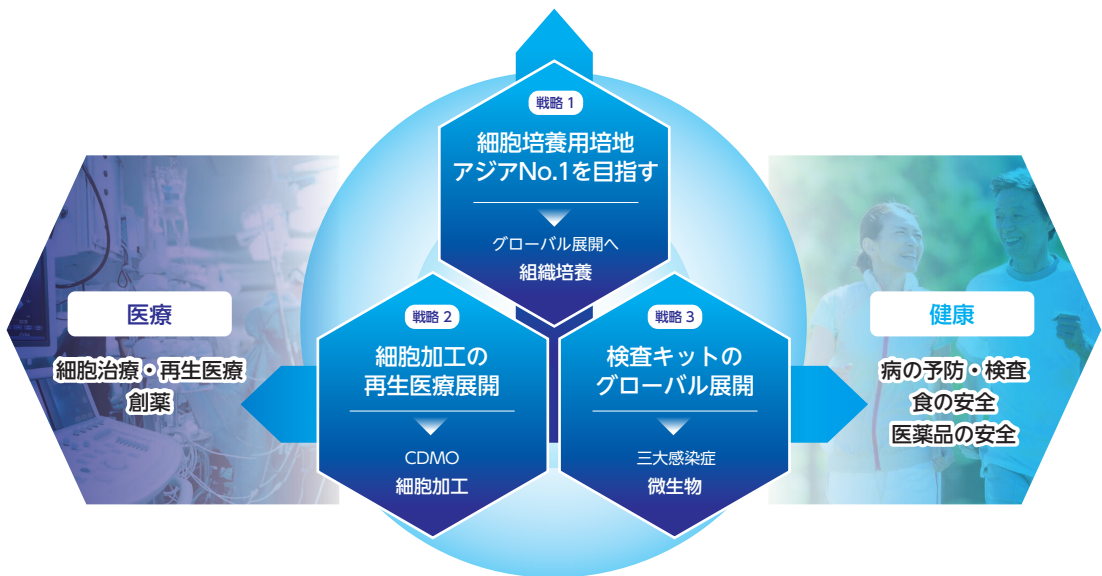 戦略 1
細胞培養用培地
アジアNo.1を目指す
グローバル展開へ
組織培養
医療
細胞治療・再生医療
創薬
戦略 2
細胞加工の
再生医療展開
CDMO
細胞加工
戦略 3
検査キットの
グローバル展開
三大感染症
微生物
健康
病の予防・検査
食の安全
医薬品の安全